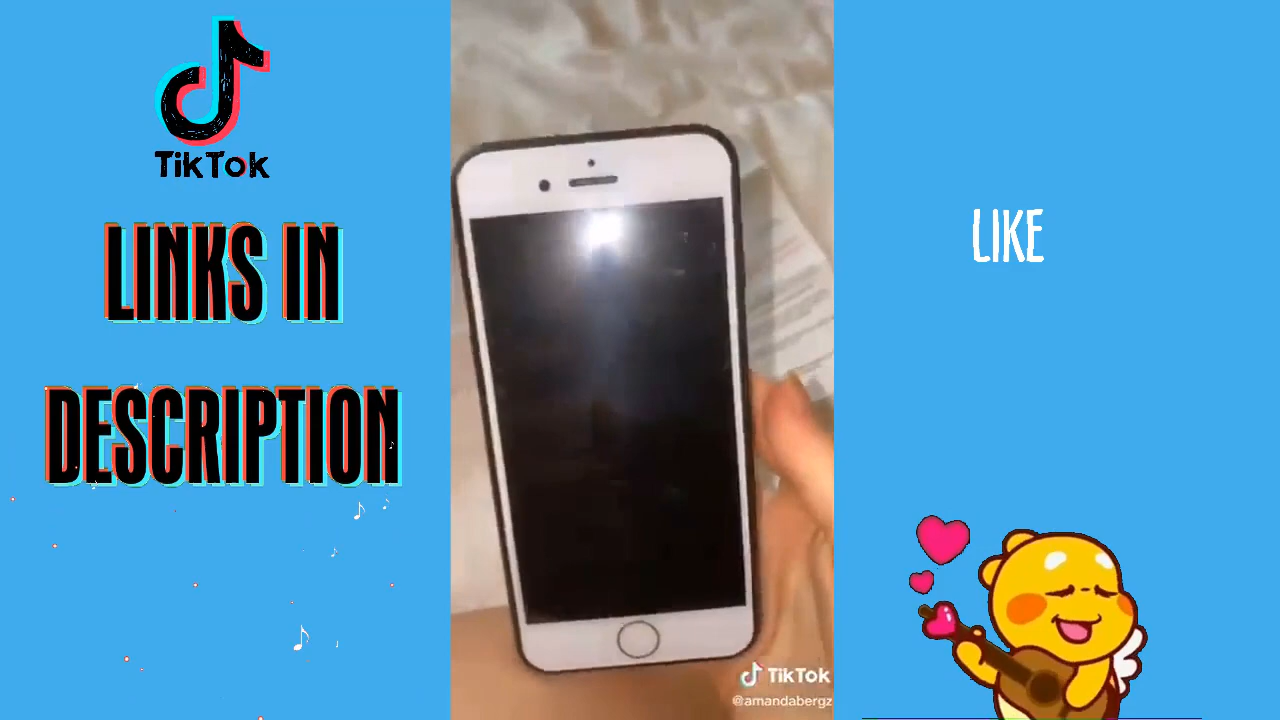 TikTok
LINKS IN
DESCRIPTION
LIKE
TikTok
@amandabergz